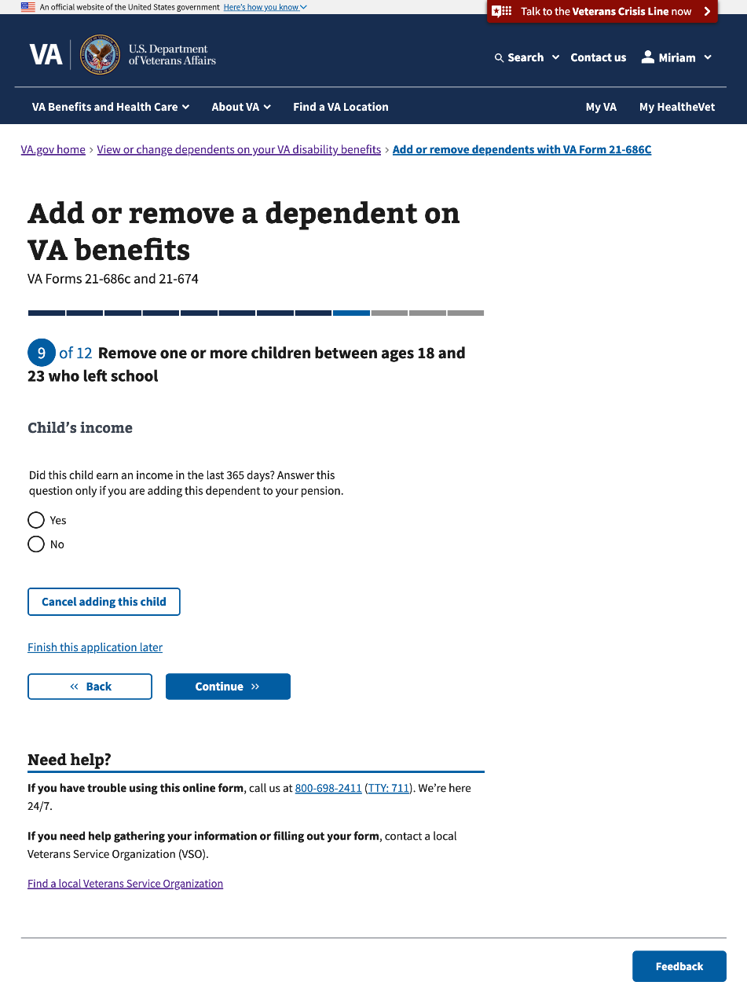 An official website of the United States government Here's how you know
Talk to the Veterans Crisis Line now
VA
U.S. Department
of Veterans Affairs
Search
Contact us
Miriam
VA Benefits and Health Care
About VA
Find a VA Location
My VA
My HealtheVet
VA.gov home › View or change dependents on your VA disability benefits › Add or remove dependents with VA Form 21-686C
Add or remove a dependent on
VA benefits
VA Forms 21-686c and 21-674
9 of 12 Remove one or more children between ages 18 and
23 who left school
Child's income
Did this child earn an income in the last 365 days? Answer this
question only if you are adding this dependent to your pension.
Yes
No
Cancel adding this child
Finish this application later
« Back
Continue »
Need help?
If you have trouble using this online form, call us at 800-698-2411 (TTY: 711). We're here
24/7.
If you need help gathering your information or filling out your form, contact a local
Veterans Service Organization (VSO).
Find a local Veterans Service Organization
Feedback